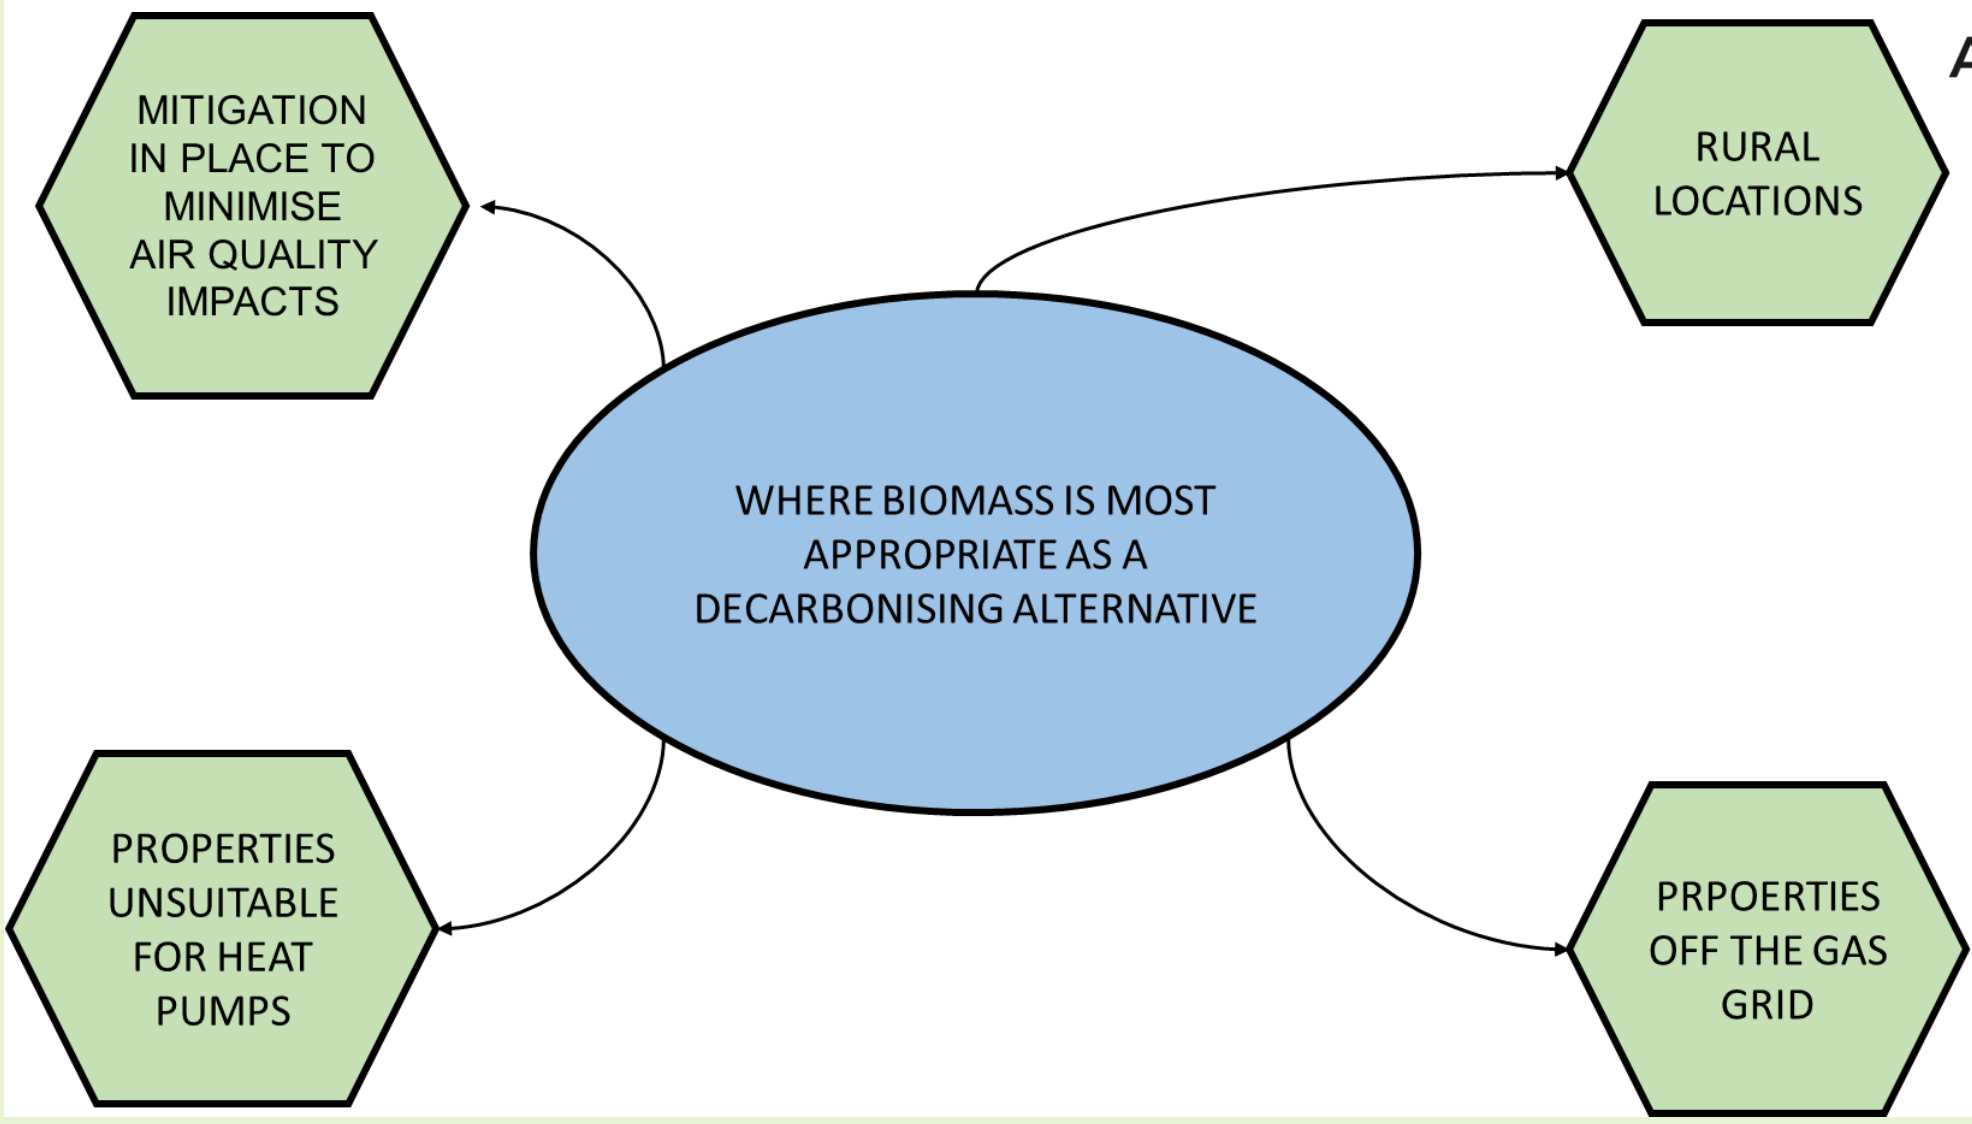 MITIGATION
IN PLACE TO
MINIMISE
AIR QUALITY
IMPACTS
RURAL
LOCATIONS
A
WHERE BIOMASS IS MOST
APPROPRIATE AS A
DECARBONISING ALTERNATIVE
PROPERTIES
UNSUITABLE
FOR HEAT
PUMPS
PRPOERTIES
OFF THE GAS
GRID